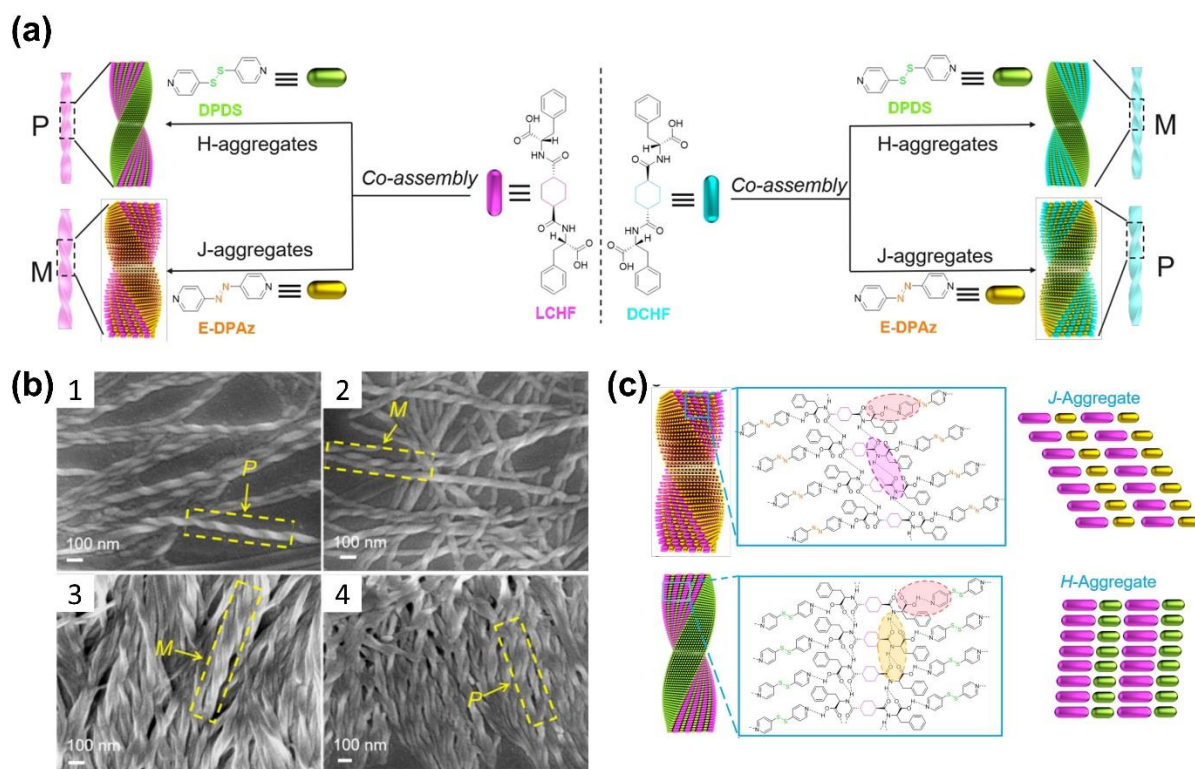 (a)
DPDS
P
H-aggregates
Co-assembly
M
J-aggregates
E-DPAz
LCHF
DCHF
DPDS
H-aggregates
M
Co-assembly
J-aggregates
P
E-DPAz
(b)
1
P
100 nm
2
M
100 nm
3
M
100 nm
4
P
100 nm
(c)
J-Aggregate
H-Aggregate